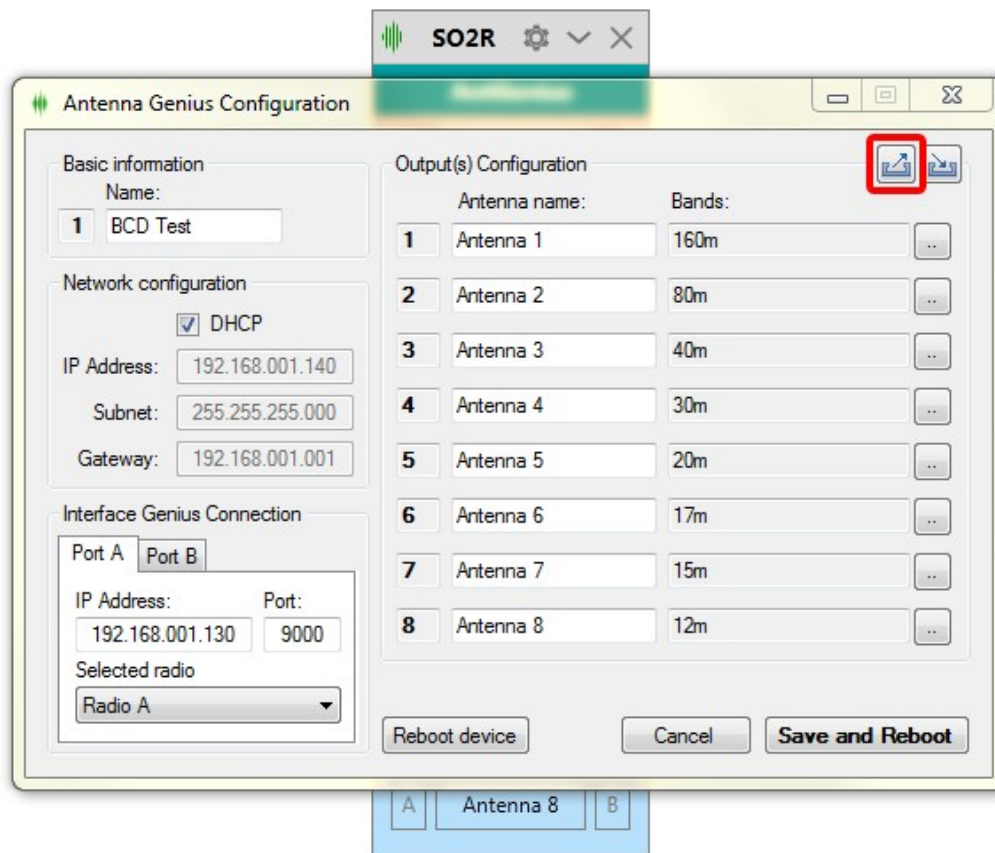 SO2R
Antenna Genius Configuration
Basic information
Name:
1 BCD Test
Network configuration
DHCP
IP Address: 192.168.001.140
Subnet: 255.255.255.000
Gateway: 192.168.001.001
Interface Genius Connection
Port A Port B
IP Address: Port:
192.168.001.130 9000
Selected radio
Radio A
Output(s) Configuration
Antenna name: Bands:
1 Antenna 1 160m ..
2 Antenna 2 80m ..
3 Antenna 3 40m ..
4 Antenna 4 30m ..
5 Antenna 5 20m ..
6 Antenna 6 17m ..
7 Antenna 7 15m ..
8 Antenna 8 12m ..
Reboot device Cancel Save and Reboot
A Antenna 8 B